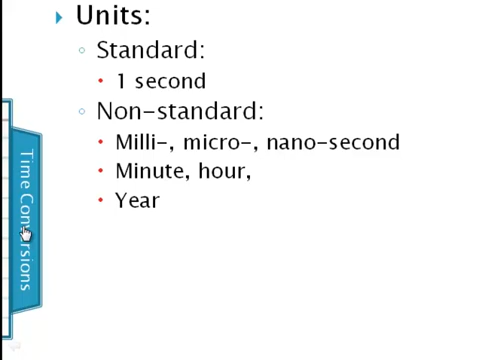 Units:
Standard:
1 second
Non-standard:
Milli-, micro-, nano-second
Minute, hour,
Year
Time Conversions